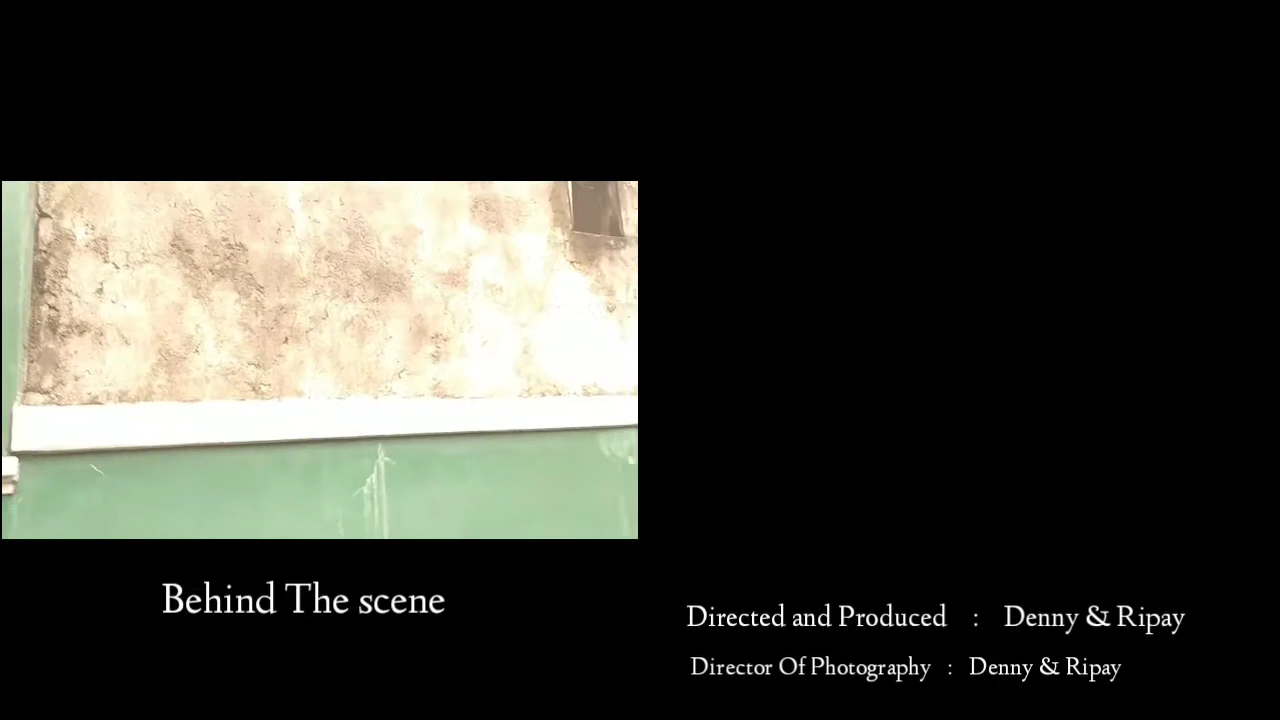 Behind The scene
Directed and Produced : Denny & Ripay
Director Of Photography : Denny & Ripay